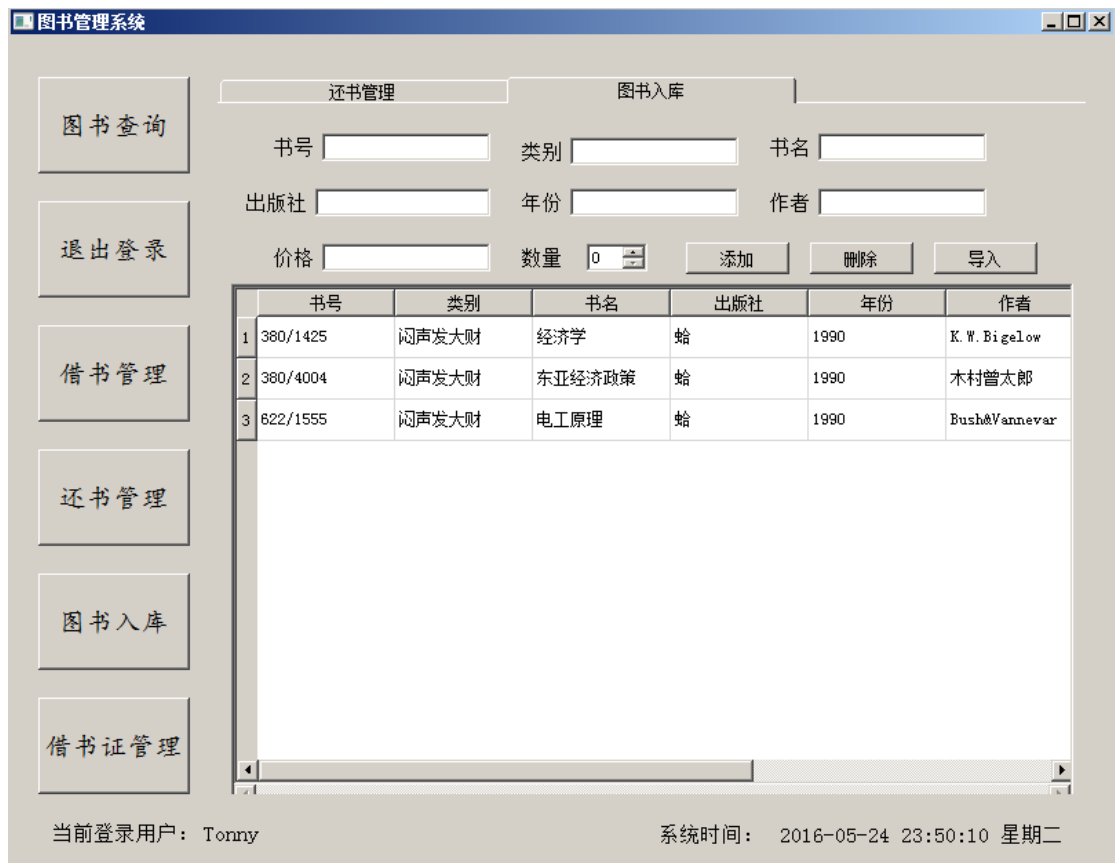 图书管理系统
还书管理 图书入库
图书查询
书号 类别 书名
出版社 年份 作者
退出登录
价格 数量 0 添加 删除 导入
书号 类别 书名 出版社 年份 作者
1 380/1425 闷声发大财 经济学 蛤 1990 K.W.Bigelow
借书管理
2 380/4004 闷声发大财 东亚经济政策 蛤 1990 木村曾太郎
3 622/1555 闷声发大财 电工原理 蛤 1990 Bush&Vannevar
还书管理
图书入库
借书证管理
当前登录用户: Tonny 系统时间: 2016-05-24 23:50:10 星期二